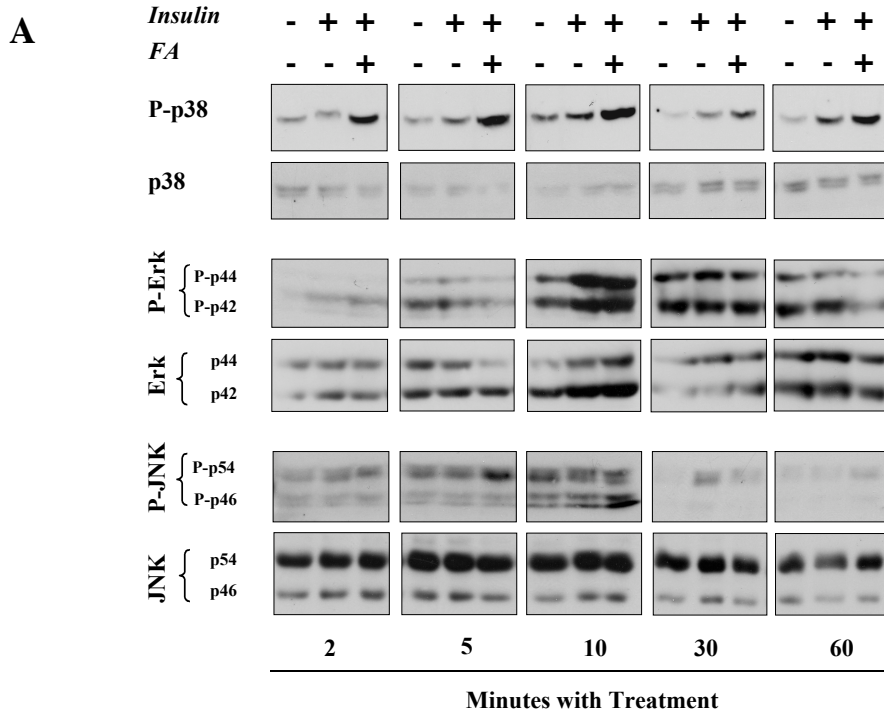 A
Insulin - + + - + + - + + - + + - + +
FA - - + - - + - - + - - + - - +
P-p38
p38
P-Erk
P-p44
P-p42
Erk
p44
p42
P-JNK
P-p54
P-p46
JNK
p54
p46
2 5 10 30 60
Minutes with Treatment